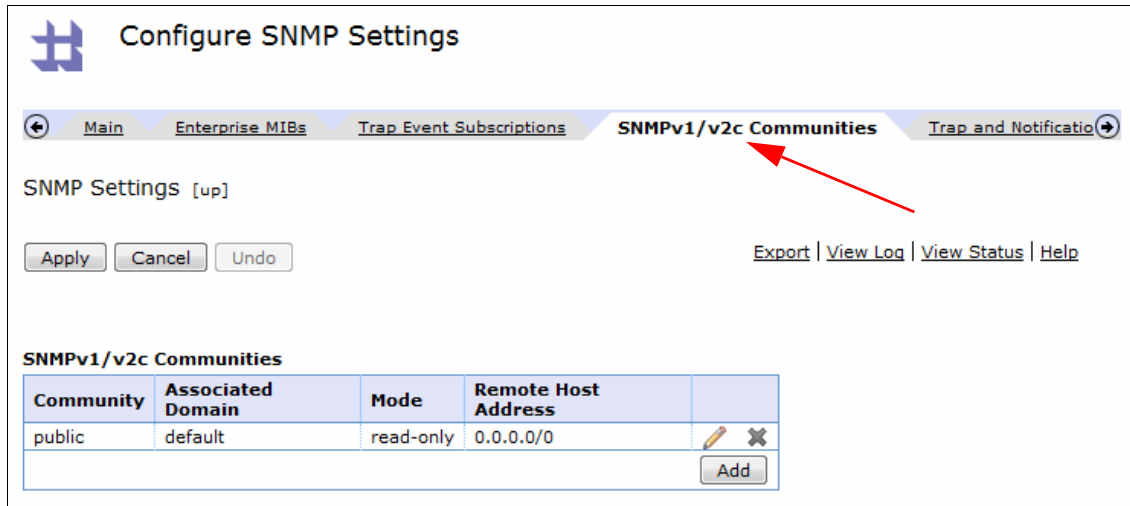 Configure SNMP Settings
Main Enterprise MIBs Trap Event Subscriptions SNMPv1/v2c Communities Trap and Notificatio
SNMP Settings [up]
Apply Cancel Undo Export | View Log | View Status | Help
SNMPv1/v2c Communities
Community Associated Domain Mode Remote Host Address
public default read-only 0.0.0.0/0
Add